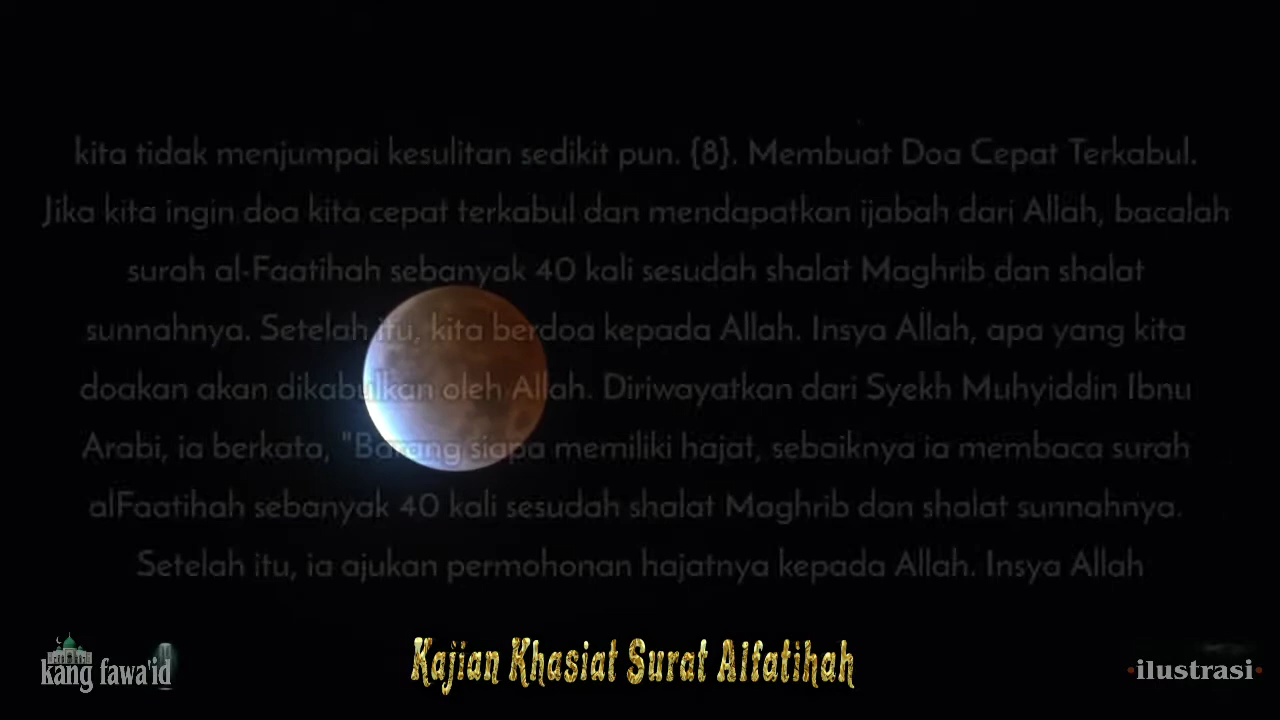 kita tidak menjumpai kesulitan sedikit pun. {8}. Membuat Doa Cepat Terkabul.
Jika kita ingin doa kita cepat terkabul dan mendapatkan ijabah dari Allah, bacalah
surah al-Faatihah sebanyak 40 kali sesudah shalat Maghrib dan shalat
sunnahnya. Setelah itu, kita berdoa kepada Allah. Insya Allah, apa yang kita
doakan akan dikabulkan oleh Allah. Diriwayatkan dari Syekh Muhyiddin Ibnu
Arabi, ia berkata, "Barang siapa memiliki hajat, sebaiknya ia membaca surah
alFaatihah sebanyak 40 kali sesudah shalat Maghrib dan shalat sunnahnya.
Setelah itu, ia ajukan permohonan hajatnya kepada Allah. Insya Allah
kang fawa'id
Kajian Khasiat Surat Alfatihah
•ilustrasi•